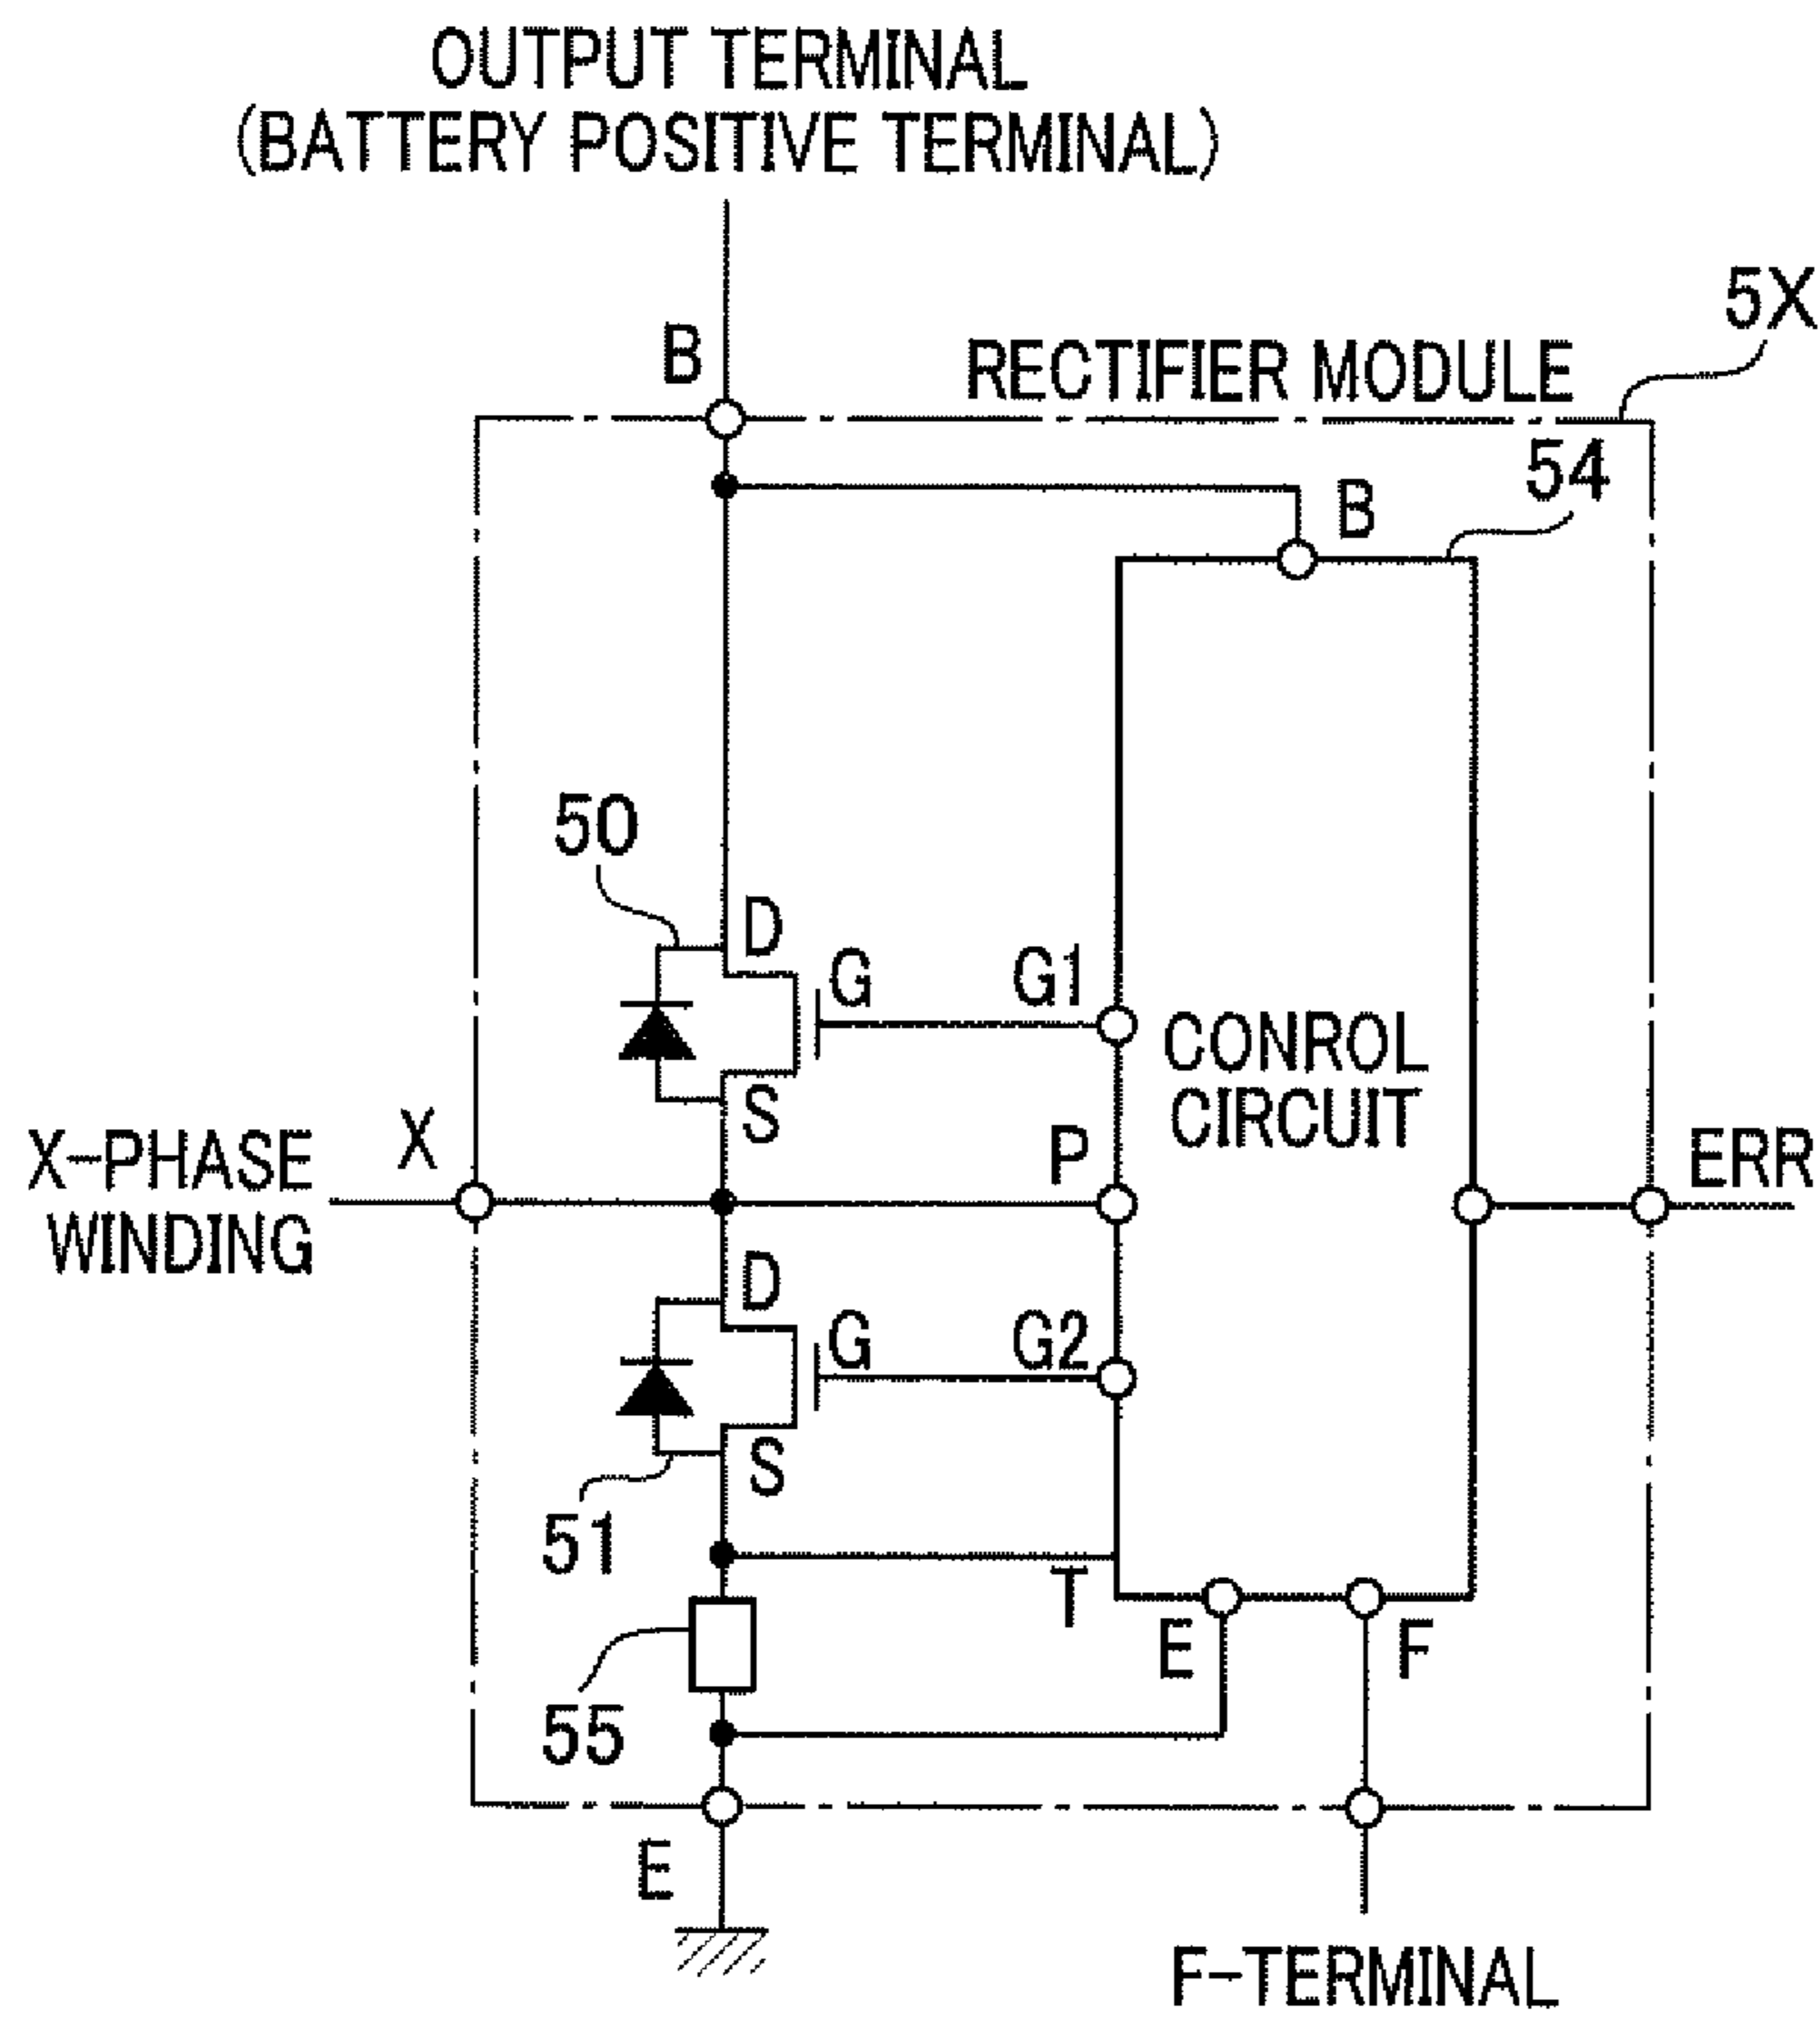 OUTPUT TERMINAL
(BATTERY POSITIVE TERMINAL)
5X
B
RECTIFIER MODULE
54
B
50
D
G
G1
CONROL
CIRCUIT
S
X
X-PHASE
WINDING
P
ERR
D
G
G2
S
51
T
E
F
55
E
F-TERMINAL